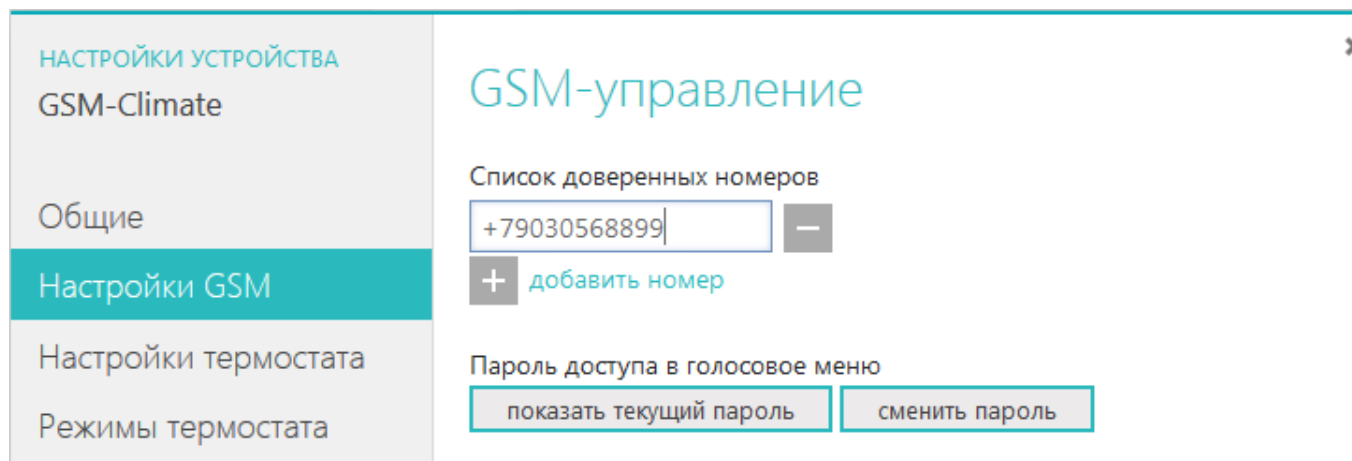 НАСТРОЙКИ УСТРОЙСТВА
GSM-Climate
Общие
Настройки GSM
Настройки термостата
Режимы термостата
GSM-управление
Список доверенных номеров
+79030568899
добавить номер
Пароль доступа в голосовое меню
показать текущий пароль
сменить пароль